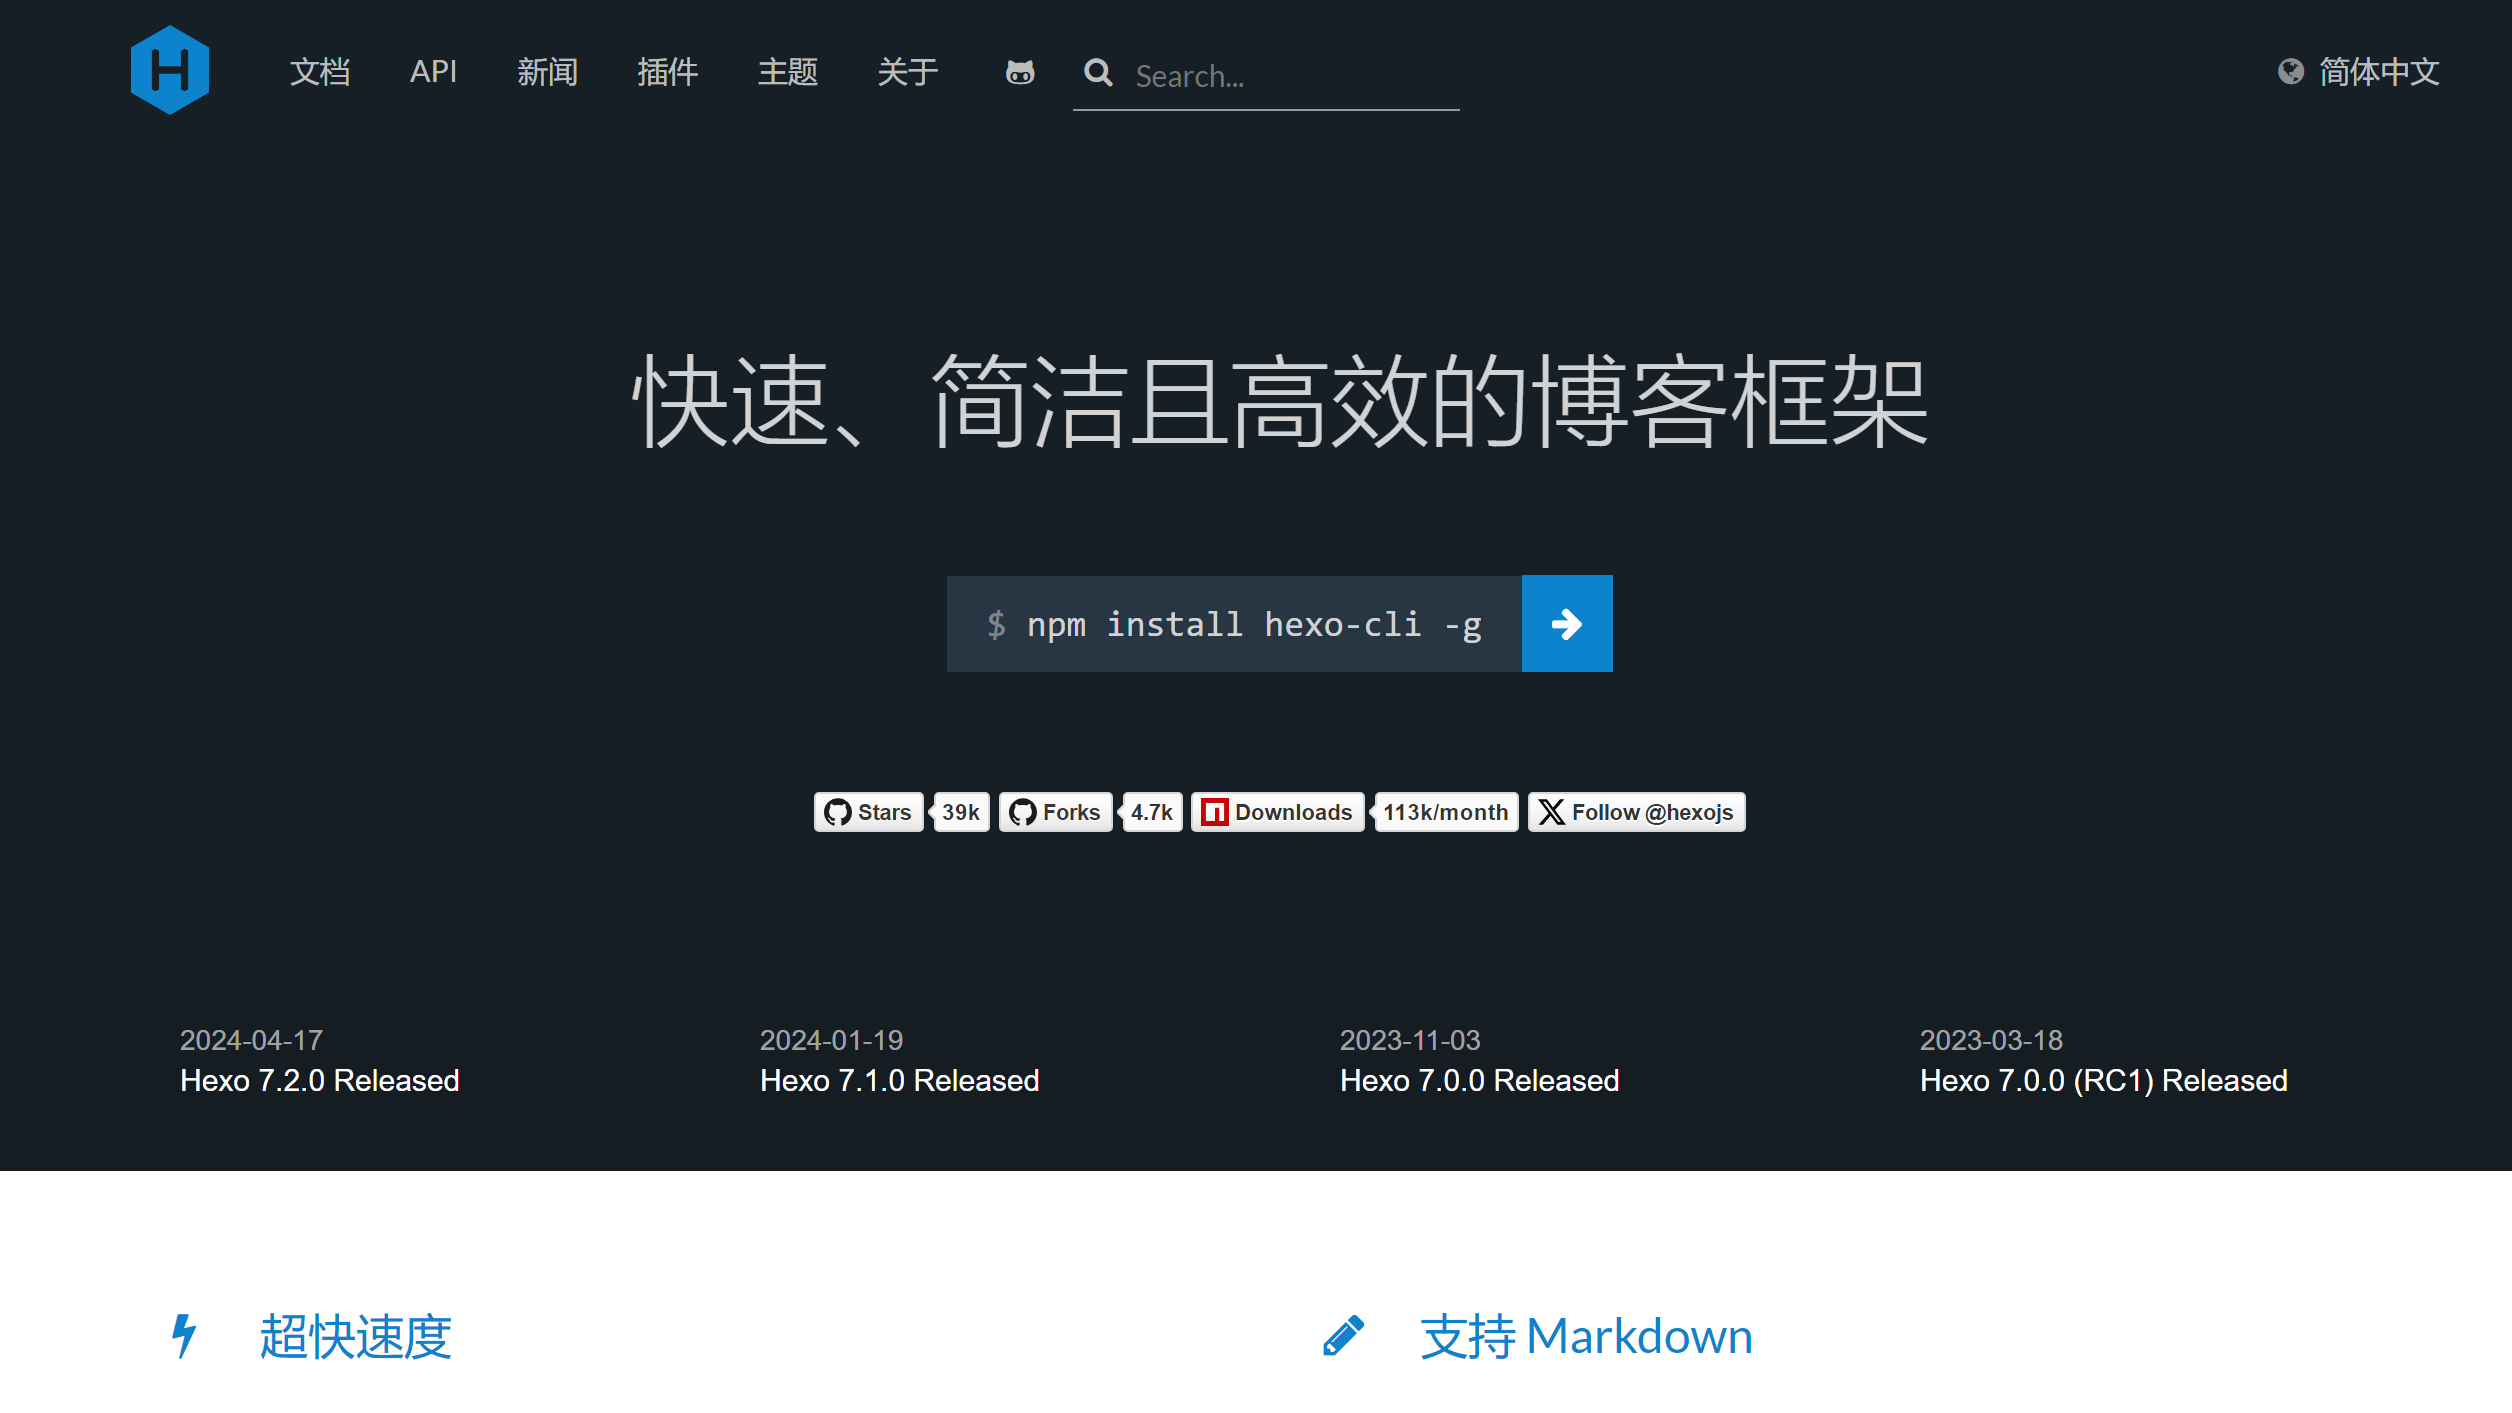 H 文档 API 新闻 插件 主题 关于 Search... 简体中文
快速、简洁且高效的博客框架
$ npm install hexo-cli -g
Stars 39k Forks 4.7k n Downloads 113k/month X Follow @hexojs
2024-04-17 2024-01-19 2023-11-03 2023-03-18
Hexo 7.2.0 Released Hexo 7.1.0 Released Hexo 7.0.0 Released Hexo 7.0.0 (RC1) Released
超快速度 支持 Markdown